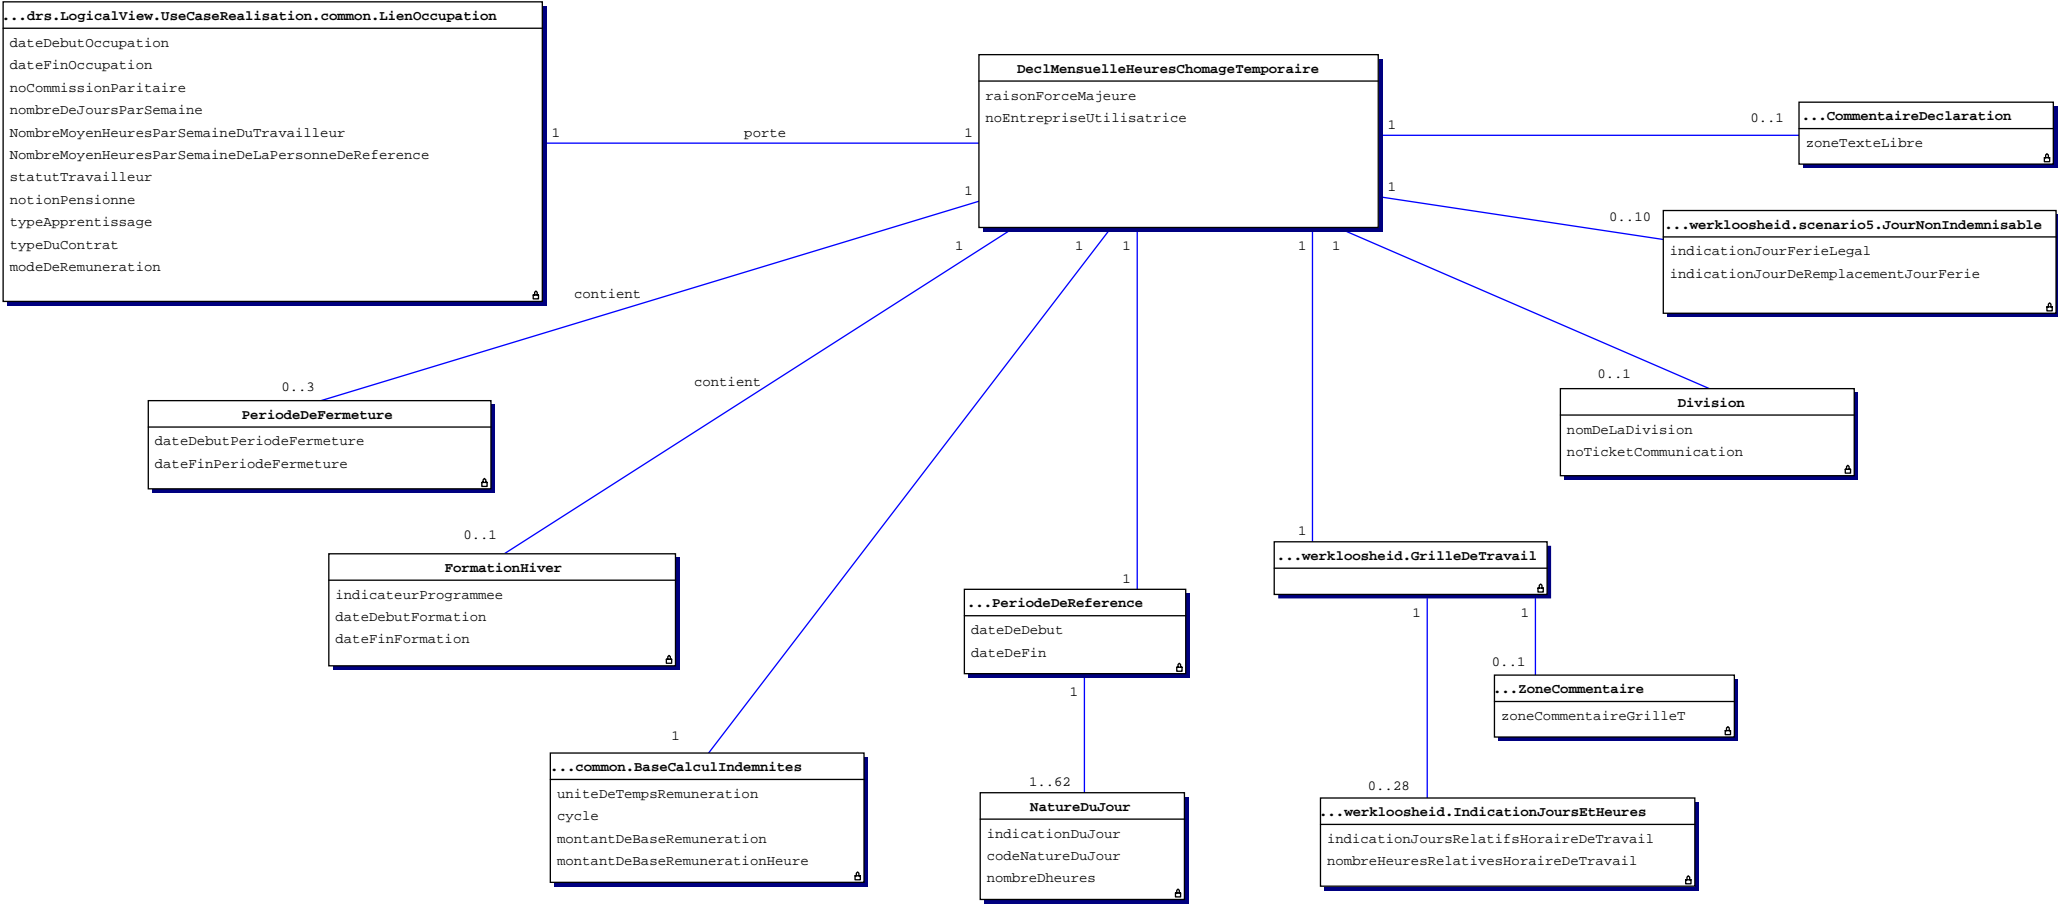 ...drs.LogicalView.UseCaseRealisation.common.LienOccupation
dateDebutOccupation
dateFinOccupation
noCommissionParitaire
nombreDeJoursParSemaine
NombreMoyenHeuresParSemaineDuTravailleur
NombreMoyenHeuresParSemaineDeLaPersonneDeReference
statutTravailleur
notionPensionne
typeApprentissage
typeDuContrat
modeDeRemuneration
1
porte
1
DeclMensuelleHeuresChomageTemporaire
raisonForceMajeure
noEntrepriseUtilisatrice
1
0..1
...CommentaireDeclaration
zoneTexteLibre
1
0..10
...werkloosheid.scenario5.JourNonIndemnisable
indicationJourFerieLegal
indicationJourDeRemplacementJourFerie
1
contient
0..3
PeriodeDeFermeture
dateDebutPeriodeFermeture
dateFinPeriodeFermeture
1
contient
0..1
FormationHiver
indicateurProgrammee
dateDebutFormation
dateFinFormation
1
1
...common.BaseCalculIndemnites
uniteDeTempsRemuneration
cycle
montantDeBaseRemuneration
montantDeBaseRemunerationHeure
1
1
...PeriodeDeReference
dateDeDebut
dateDeFin
1
1..62
NatureDuJour
indicationDuJour
codeNatureDuJour
nombreDheures
1
1
...werkloosheid.GrilleDeTravail
1
0..28
...werkloosheid.IndicationJoursEtHeures
indicationJoursRelatifsHoraireDeTravail
nombreHeuresRelativesHoraireDeTravail
1
0..1
...ZoneCommentaire
zoneCommentaireGrilleT
1
0..1
Division
nomDeLaDivision
noTicketCommunication